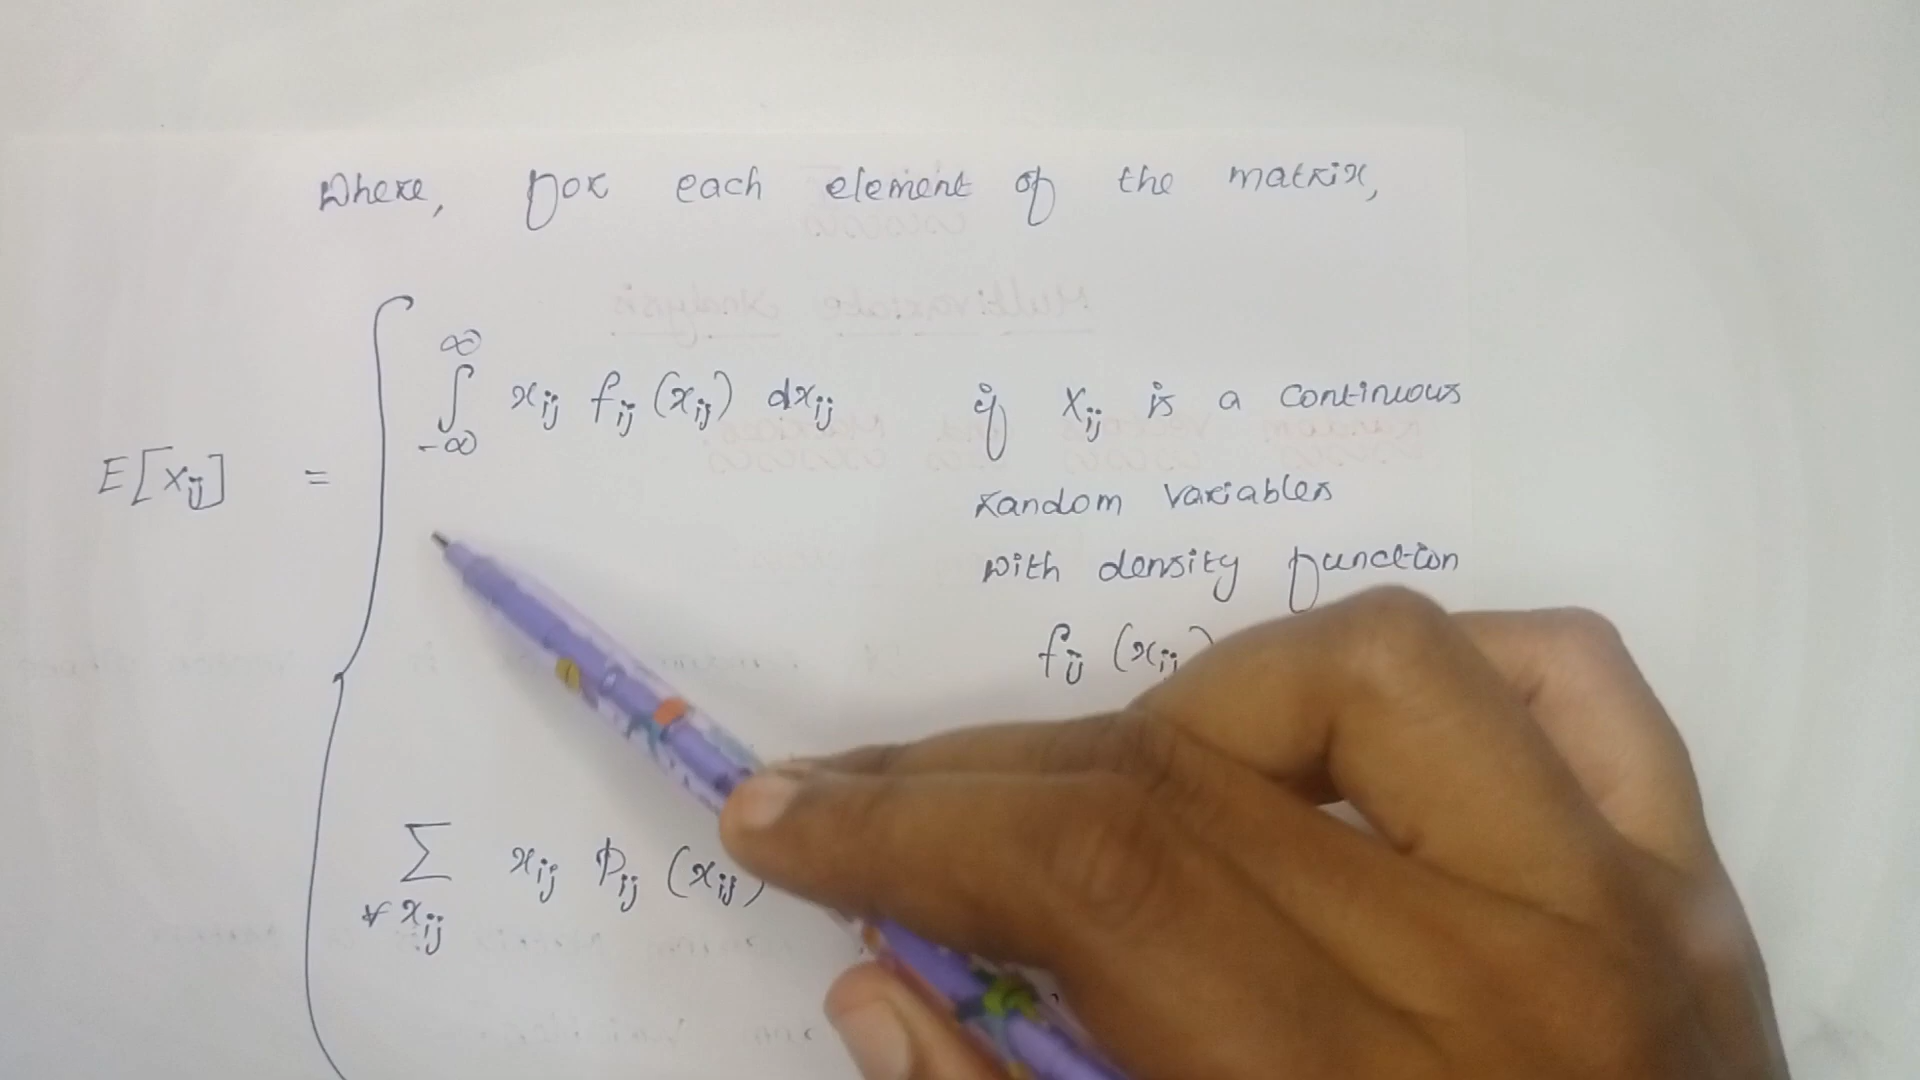 Where, for each element of the matrix,
∞
∫ xij fij (xij) dxij if Xij is a continuous
-∞
E[Xij] =
random variables
with density function
fij (xij)
∑ xij Pij (xij)
∀ xij